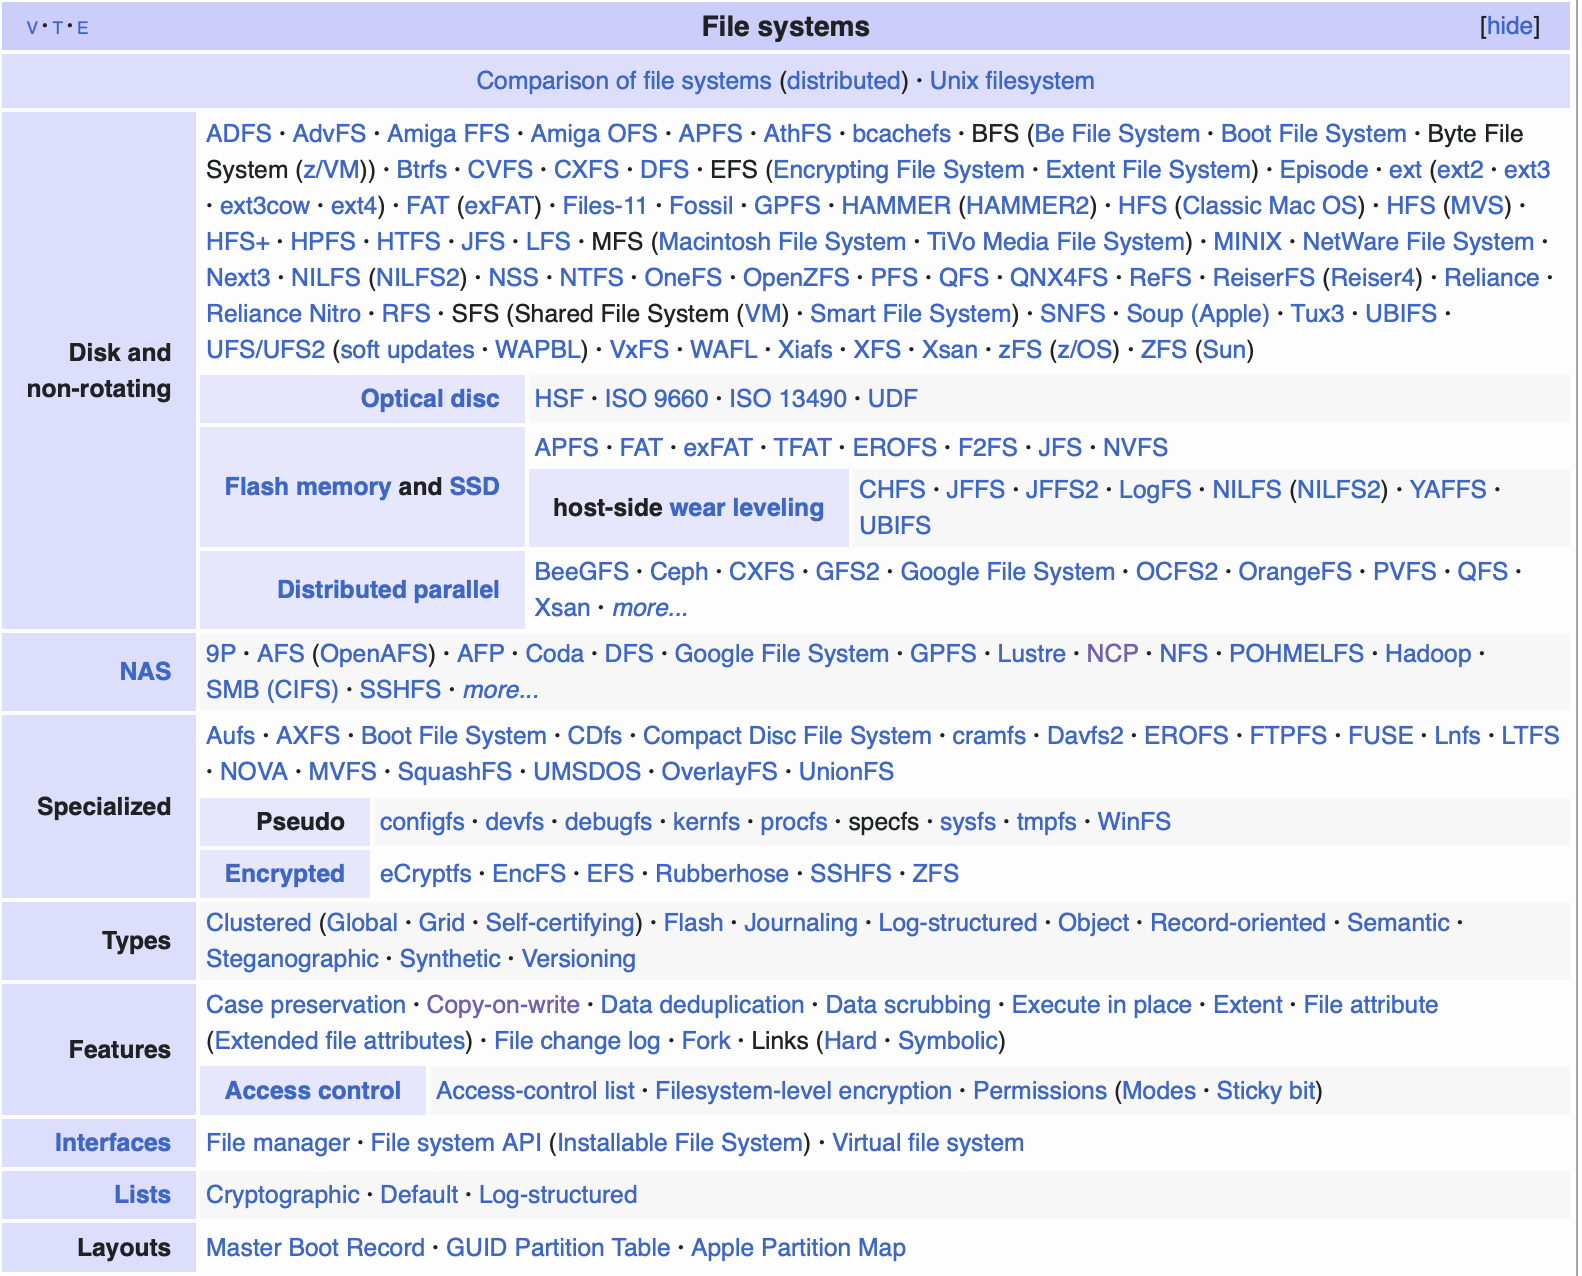 V · T · E
File systems
[hide]
Comparison of file systems (distributed) · Unix filesystem
Disk and
non-rotating
ADFS · AdvFS · Amiga FFS · Amiga OFS · APFS · AthFS · bcachefs · BFS (Be File System · Boot File System · Byte File
System (z/VM)) · Btrfs · CVFS · CXFS · DFS · EFS (Encrypting File System · Extent File System) · Episode · ext (ext2 · ext3
· ext3cow · ext4) · FAT (exFAT) · Files-11 · Fossil · GPFS · HAMMER (HAMMER2) · HFS (Classic Mac OS) · HFS (MVS) ·
HFS+ · HPFS · HTFS · JFS · LFS · MFS (Macintosh File System · TiVo Media File System) · MINIX · NetWare File System ·
Next3 · NILFS (NILFS2) · NSS · NTFS · OneFS · OpenZFS · PFS · QFS · QNX4FS · ReFS · ReiserFS (Reiser4) · Reliance ·
Reliance Nitro · RFS · SFS (Shared File System (VM) · Smart File System) · SNFS · Soup (Apple) · Tux3 · UBIFS ·
UFS/UFS2 (soft updates · WAPBL) · VxFS · WAFL · Xiafs · XFS · Xsan · zFS (z/OS) · ZFS (Sun)
Optical disc
HSF · ISO 9660 · ISO 13490 · UDF
Flash memory and SSD
APFS · FAT · exFAT · TFAT · EROFS · F2FS · JFS · NVFS
host-side wear leveling
CHFS · JFFS · JFFS2 · LogFS · NILFS (NILFS2) · YAFFS ·
UBIFS
Distributed parallel
BeeGFS · Ceph · CXFS · GFS2 · Google File System · OCFS2 · OrangeFS · PVFS · QFS ·
Xsan · more...
NAS
9P · AFS (OpenAFS) · AFP · Coda · DFS · Google File System · GPFS · Lustre · NCP · NFS · POHMELFS · Hadoop ·
SMB (CIFS) · SSHFS · more...
Specialized
Aufs · AXFS · Boot File System · CDfs · Compact Disc File System · cramfs · Davfs2 · EROFS · FTPFS · FUSE · Lnfs · LTFS
· NOVA · MVFS · SquashFS · UMSDOS · OverlayFS · UnionFS
Pseudo
configfs · devfs · debugfs · kernfs · procfs · specfs · sysfs · tmpfs · WinFS
Encrypted
eCryptfs · EncFS · EFS · Rubberhose · SSHFS · ZFS
Types
Clustered (Global · Grid · Self-certifying) · Flash · Journaling · Log-structured · Object · Record-oriented · Semantic ·
Steganographic · Synthetic · Versioning
Features
Case preservation · Copy-on-write · Data deduplication · Data scrubbing · Execute in place · Extent · File attribute
(Extended file attributes) · File change log · Fork · Links (Hard · Symbolic)
Access control
Access-control list · Filesystem-level encryption · Permissions (Modes · Sticky bit)
Interfaces
File manager · File system API (Installable File System) · Virtual file system
Lists
Cryptographic · Default · Log-structured
Layouts
Master Boot Record · GUID Partition Table · Apple Partition Map